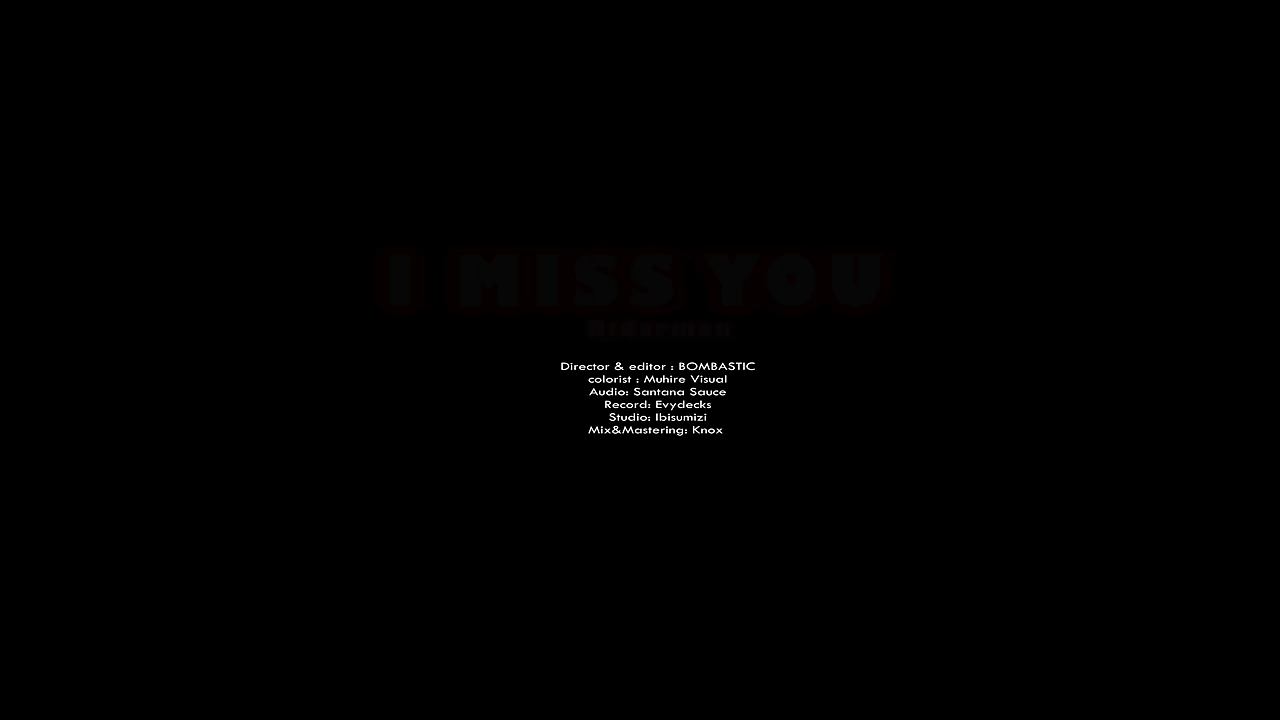 I MISS YOU
Director & editor : BOMBASTIC
colorist : Muhire Visual
Audio: Santana Sauce
Record: Evydecks
Studio: Ibisumizi
Mix&Mastering: Knox